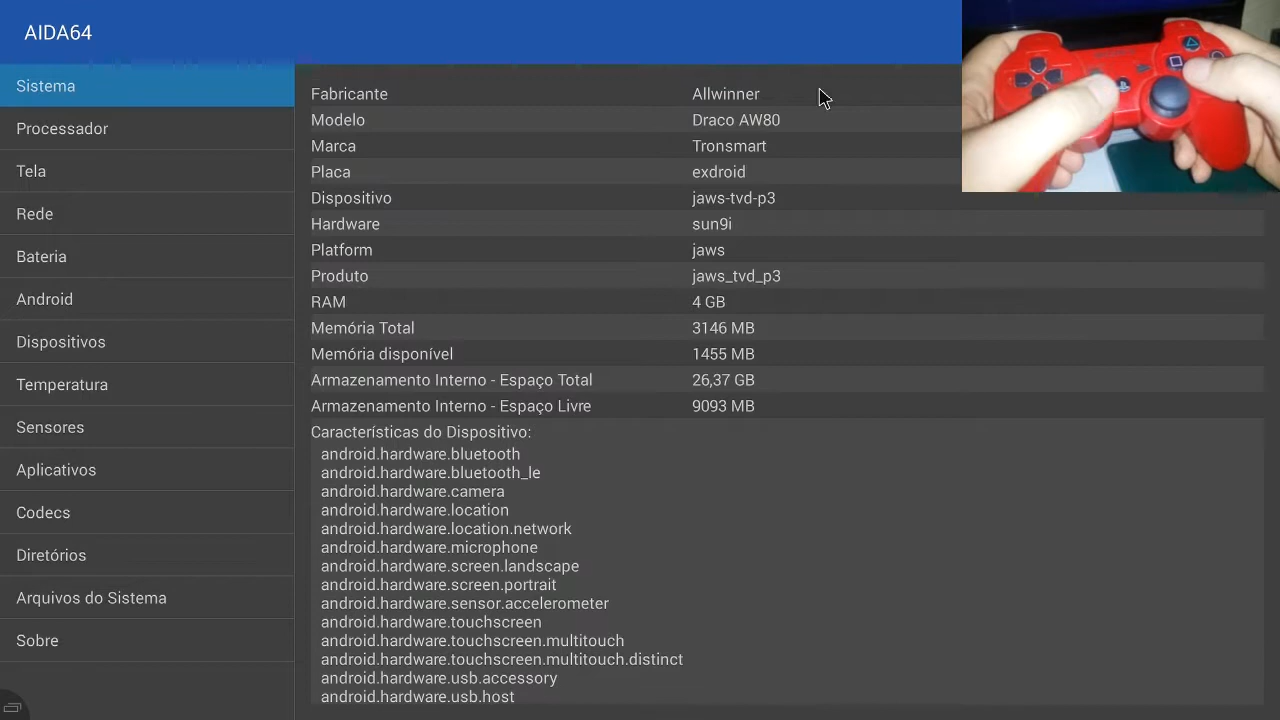 AIDA64
Sistema
Processador
Tela
Rede
Bateria
Android
Dispositivos
Temperatura
Sensores
Aplicativos
Codecs
Diretórios
Arquivos do Sistema
Sobre
Fabricante Allwinner
Modelo Draco AW80
Marca Tronsmart
Placa exdroid
Dispositivo jaws-tvd-p3
Hardware sun9i
Platform jaws
Produto jaws_tvd_p3
RAM 4 GB
Memória Total 3146 MB
Memória disponível 1455 MB
Armazenamento Interno - Espaço Total 26,37 GB
Armazenamento Interno - Espaço Livre 9093 MB
Características do Dispositivo:
android.hardware.bluetooth
android.hardware.bluetooth_le
android.hardware.camera
android.hardware.location
android.hardware.location.network
android.hardware.microphone
android.hardware.screen.landscape
android.hardware.screen.portrait
android.hardware.sensor.accelerometer
android.hardware.touchscreen
android.hardware.touchscreen.multitouch
android.hardware.touchscreen.multitouch.distinct
android.hardware.usb.accessory
android.hardware.usb.host